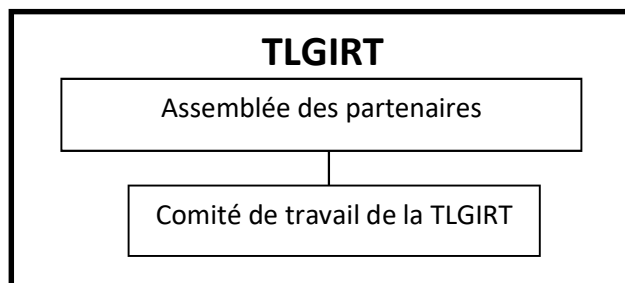 TLGIRT
Assemblée des partenaires
Comité de travail de la TLGIRT